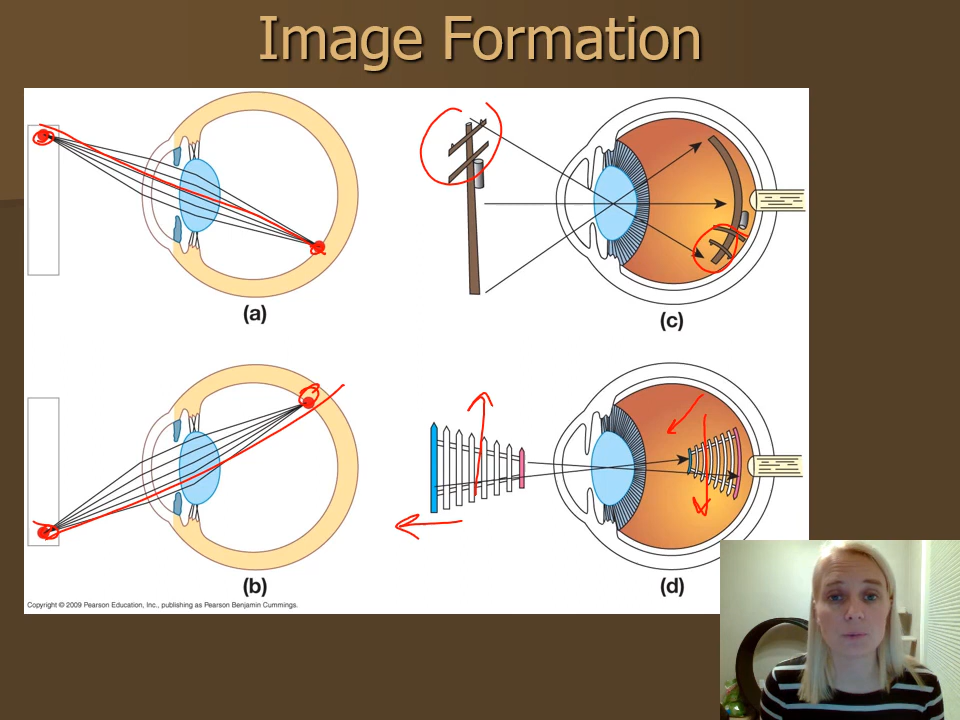 Image Formation
(a)
(c)
(b)
(d)
Copyright © 2009 Pearson Education, Inc., publishing as Pearson Benjamin Cummings.